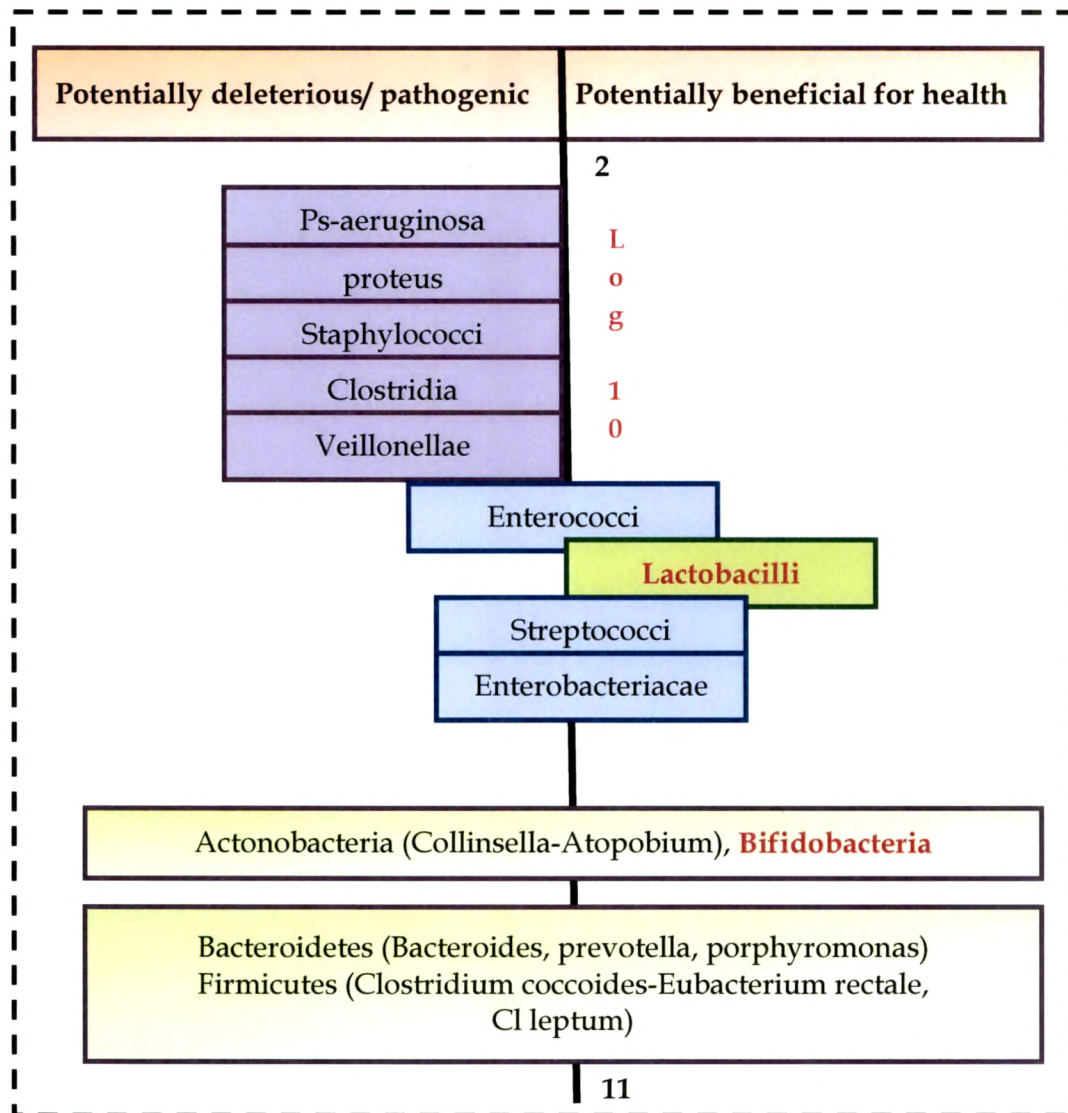 Potentially deleterious/ pathogenic
Potentially beneficial for health
2
Ps-aeruginosa
L
o
g
1
0
proteus
Staphylococci
Clostridia
Veillonellae
Enterococci
Lactobacilli
Streptococci
Enterobacteriacae
Actonobacteria (Collinsella-Atopobium), Bifidobacteria
Bacteroidetes (Bacteroides, prevotella, porphyromonas)
Firmicutes (Clostridium coccoides-Eubacterium rectale,
Cl leptum)
11